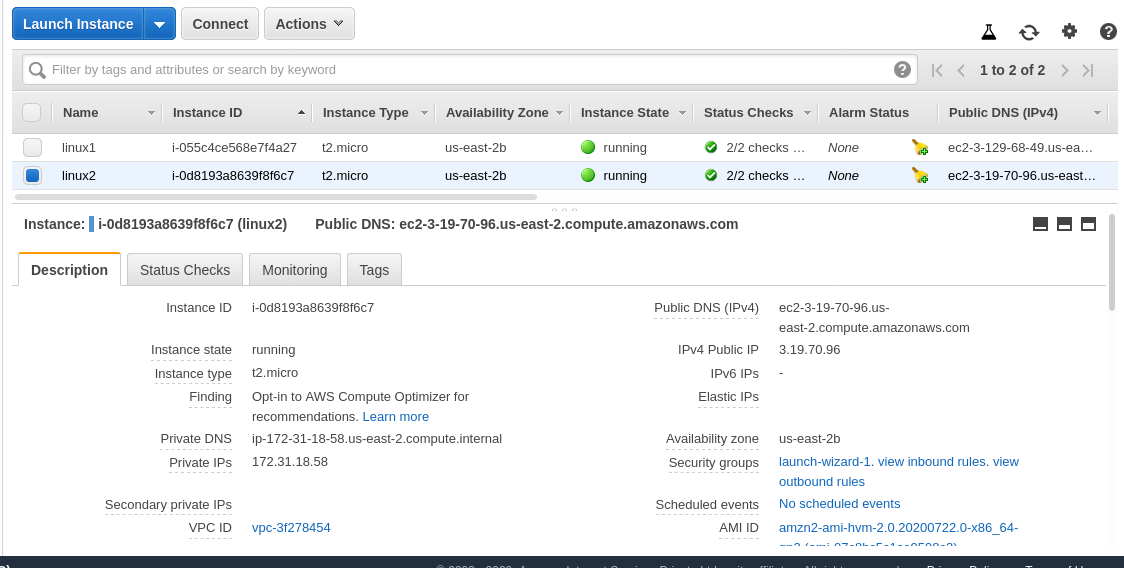 Launch Instance Connect Actions
Filter by tags and attributes or search by keyword 1 to 2 of 2
Name Instance ID Instance Type Availability Zone Instance State Status Checks Alarm Status Public DNS (IPv4)
linux1 i-055c4ce568e7f4a27 t2.micro us-east-2b running 2/2 checks … None ec2-3-129-68-49.us-ea…
linux2 i-0d8193a8639f8f6c7 t2.micro us-east-2b running 2/2 checks … None ec2-3-19-70-96.us-east…
Instance: i-0d8193a8639f8f6c7 (linux2) Public DNS: ec2-3-19-70-96.us-east-2.compute.amazonaws.com
Description Status Checks Monitoring Tags
Instance ID i-0d8193a8639f8f6c7 Public DNS (IPv4) ec2-3-19-70-96.us-
east-2.compute.amazonaws.com
Instance state running IPv4 Public IP 3.19.70.96
Instance type t2.micro IPv6 IPs -
Finding Opt-in to AWS Compute Optimizer for Elastic IPs
recommendations. Learn more
Private DNS ip-172-31-18-58.us-east-2.compute.internal Availability zone us-east-2b
Private IPs 172.31.18.58 Security groups launch-wizard-1. view inbound rules. view
outbound rules
Secondary private IPs Scheduled events No scheduled events
VPC ID vpc-3f278454 AMI ID amzn2-ami-hvm-2.0.20200722.0-x86_64-